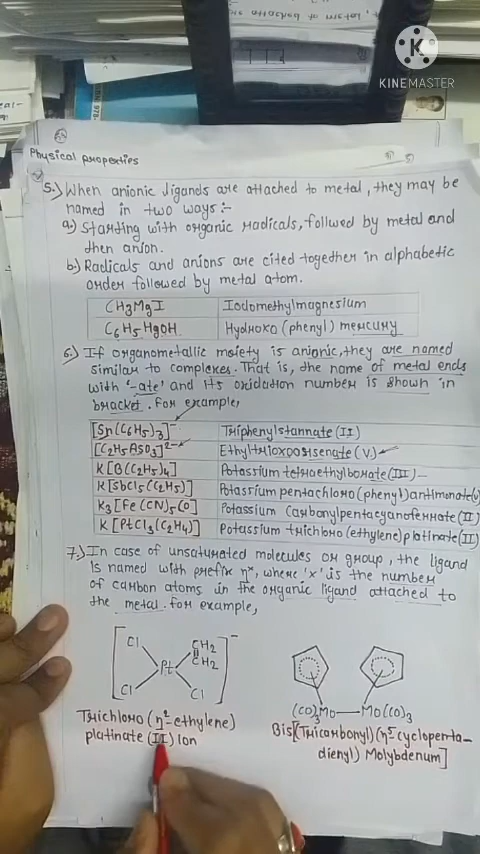 are attached to metal,
KINEMASTER
Physical properties
5.) When anionic ligands are attached to metal, they may be
named in two ways:-
a) Starting with organic radicals, follwed by metal and
then anion.
b) Radicals and anions are cited together in alphabetic
order followed by metal atom.
CH3MgI Iodomethylmagnesium
C6H5HgOH Hydroxo (phenyl) mercury
6.) If organometallic moiety is anionic, they are named
similar to complexes. That is, the name of metal ends
with '-ate' and its oxidation number is shown in
bracket. For example,
[Sn(C6H5)3]⁻ Triphenylstannate (II)
[C2H5AsO3]²⁻ Ethyltrioxoarsenate (V)
K[B(C2H5)4] Potassium tetraethylborate (III)
K[SbCl5(C2H5)] Potassium pentachloro(phenyl)antimonate(V)
K3[Fe(CN)5CO] Potassium Carbonylpentacyanoferrate (II)
K[PtCl3(C2H4)] Potassium trichloro (ethylene) platinate (II)
7.) In case of unsaturated molecules or group, the ligand
is named with prefix ηˣ, where 'x' is the number
of carbon atoms in the organic ligand attached to
the metal. for example,
Cl CH2
CH2
Pt
Cl Cl
(CO)3Mo Mo(CO)3
Trichloro (η²-ethylene)
platinate (II) Ion
Bis[(Tricarbonyl)(η⁵cyclopenta-
dienyl) Molybdenum]